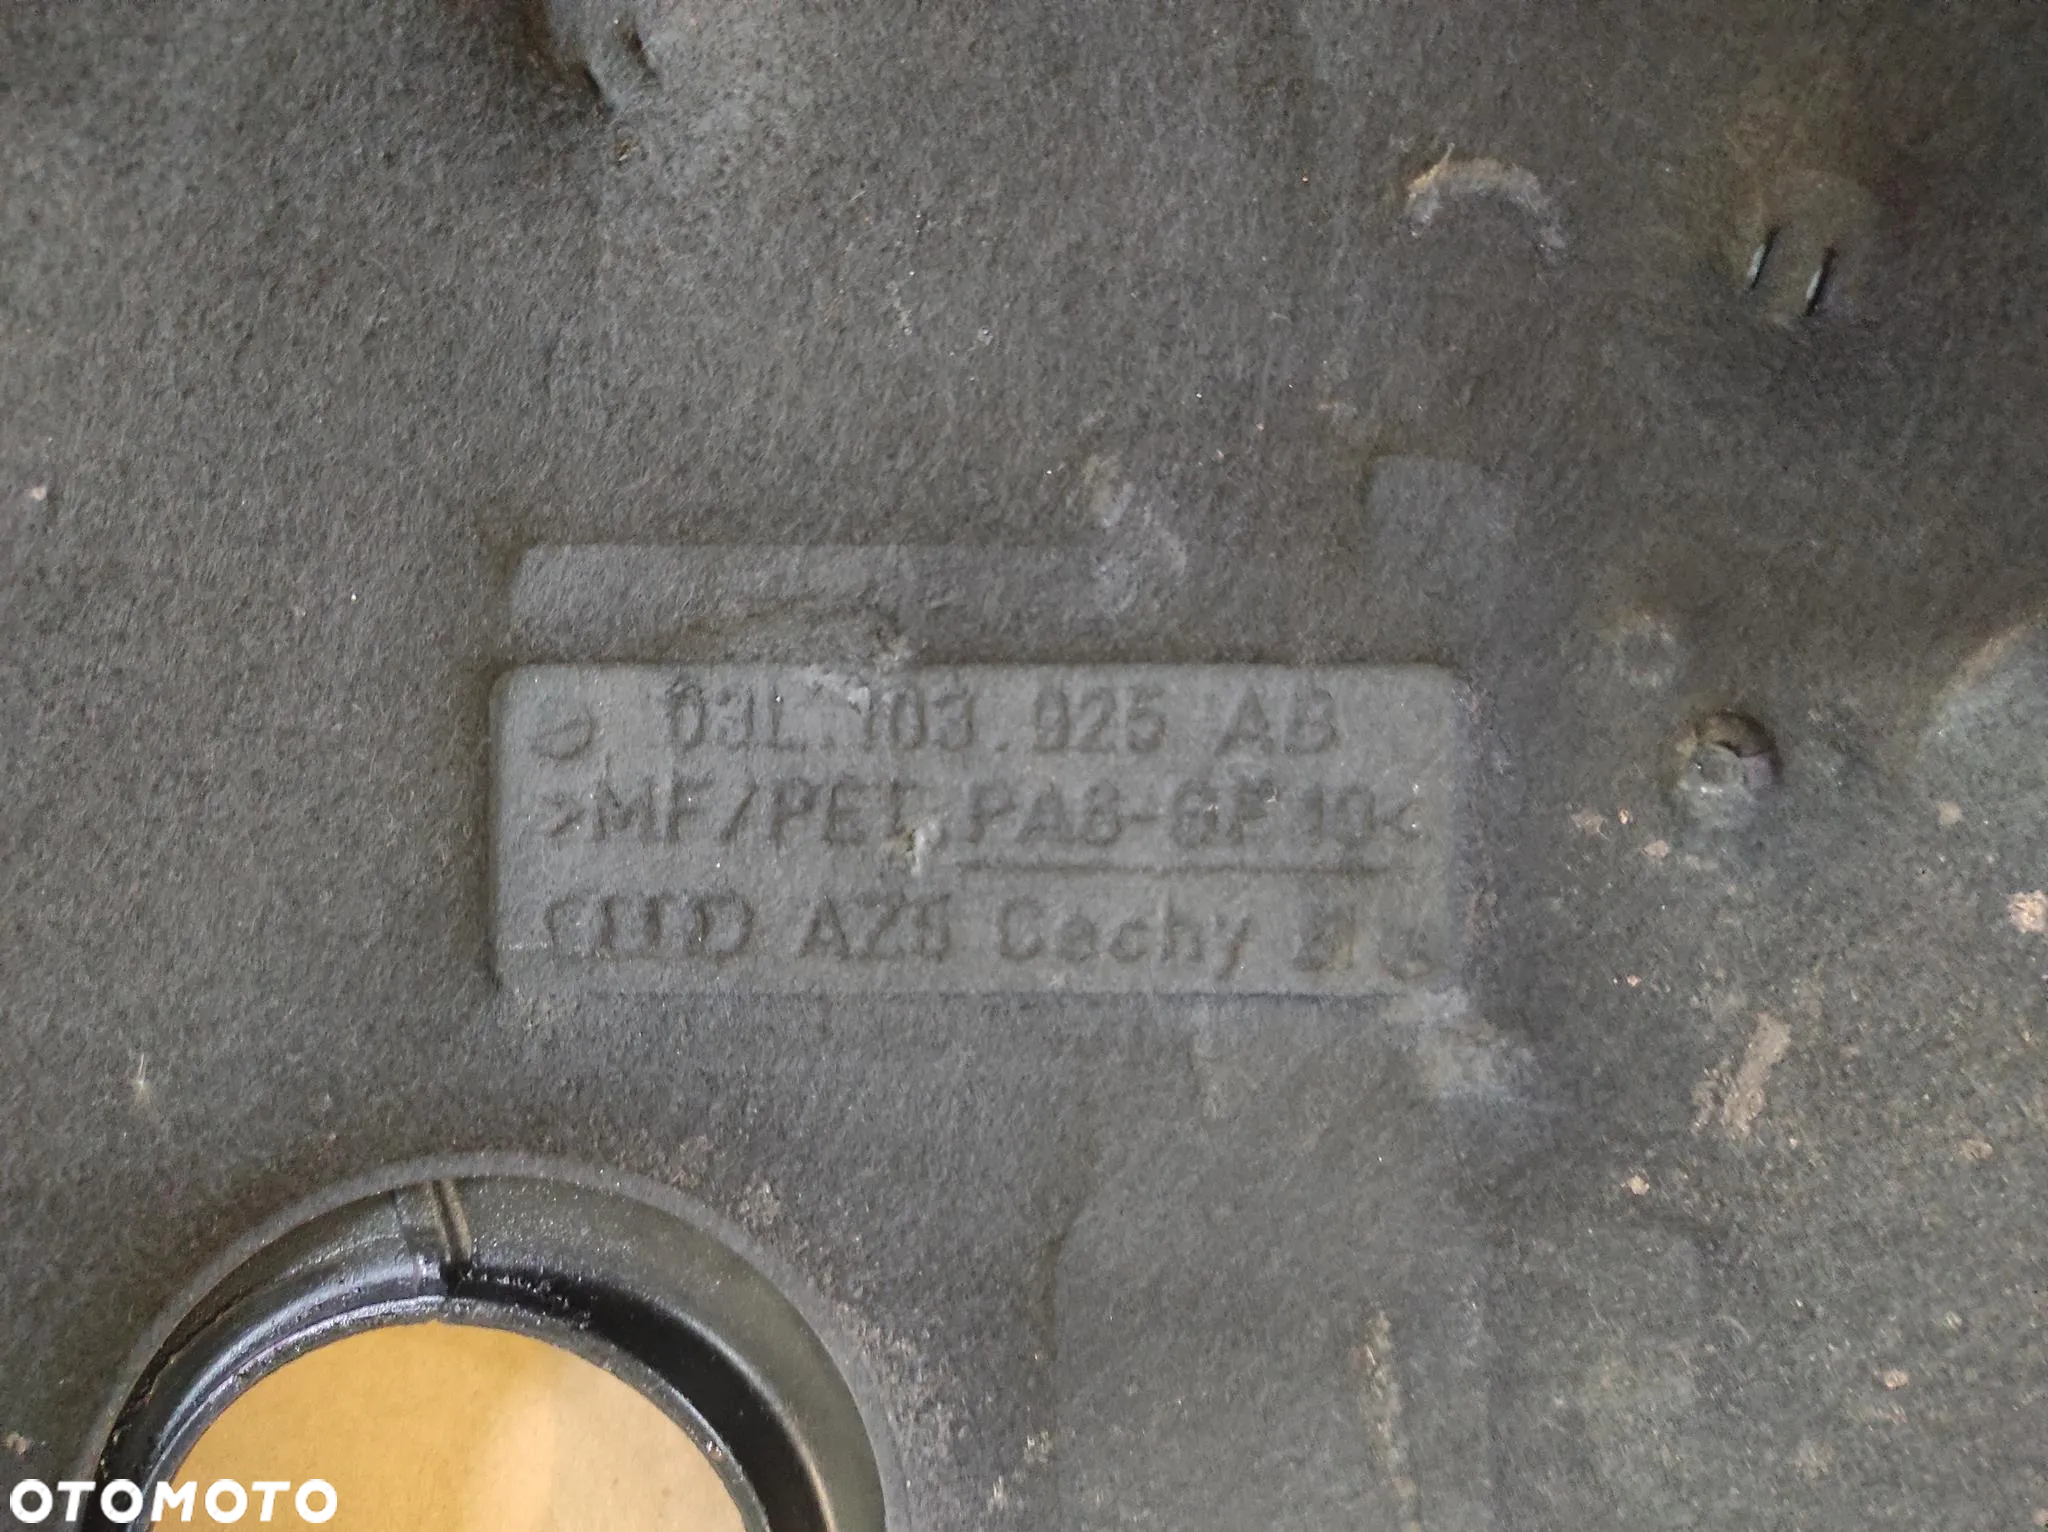 03L.103.925 AB
>MF/PET.PA6-GF10<
AZ5 Cechy
OTOMOTO